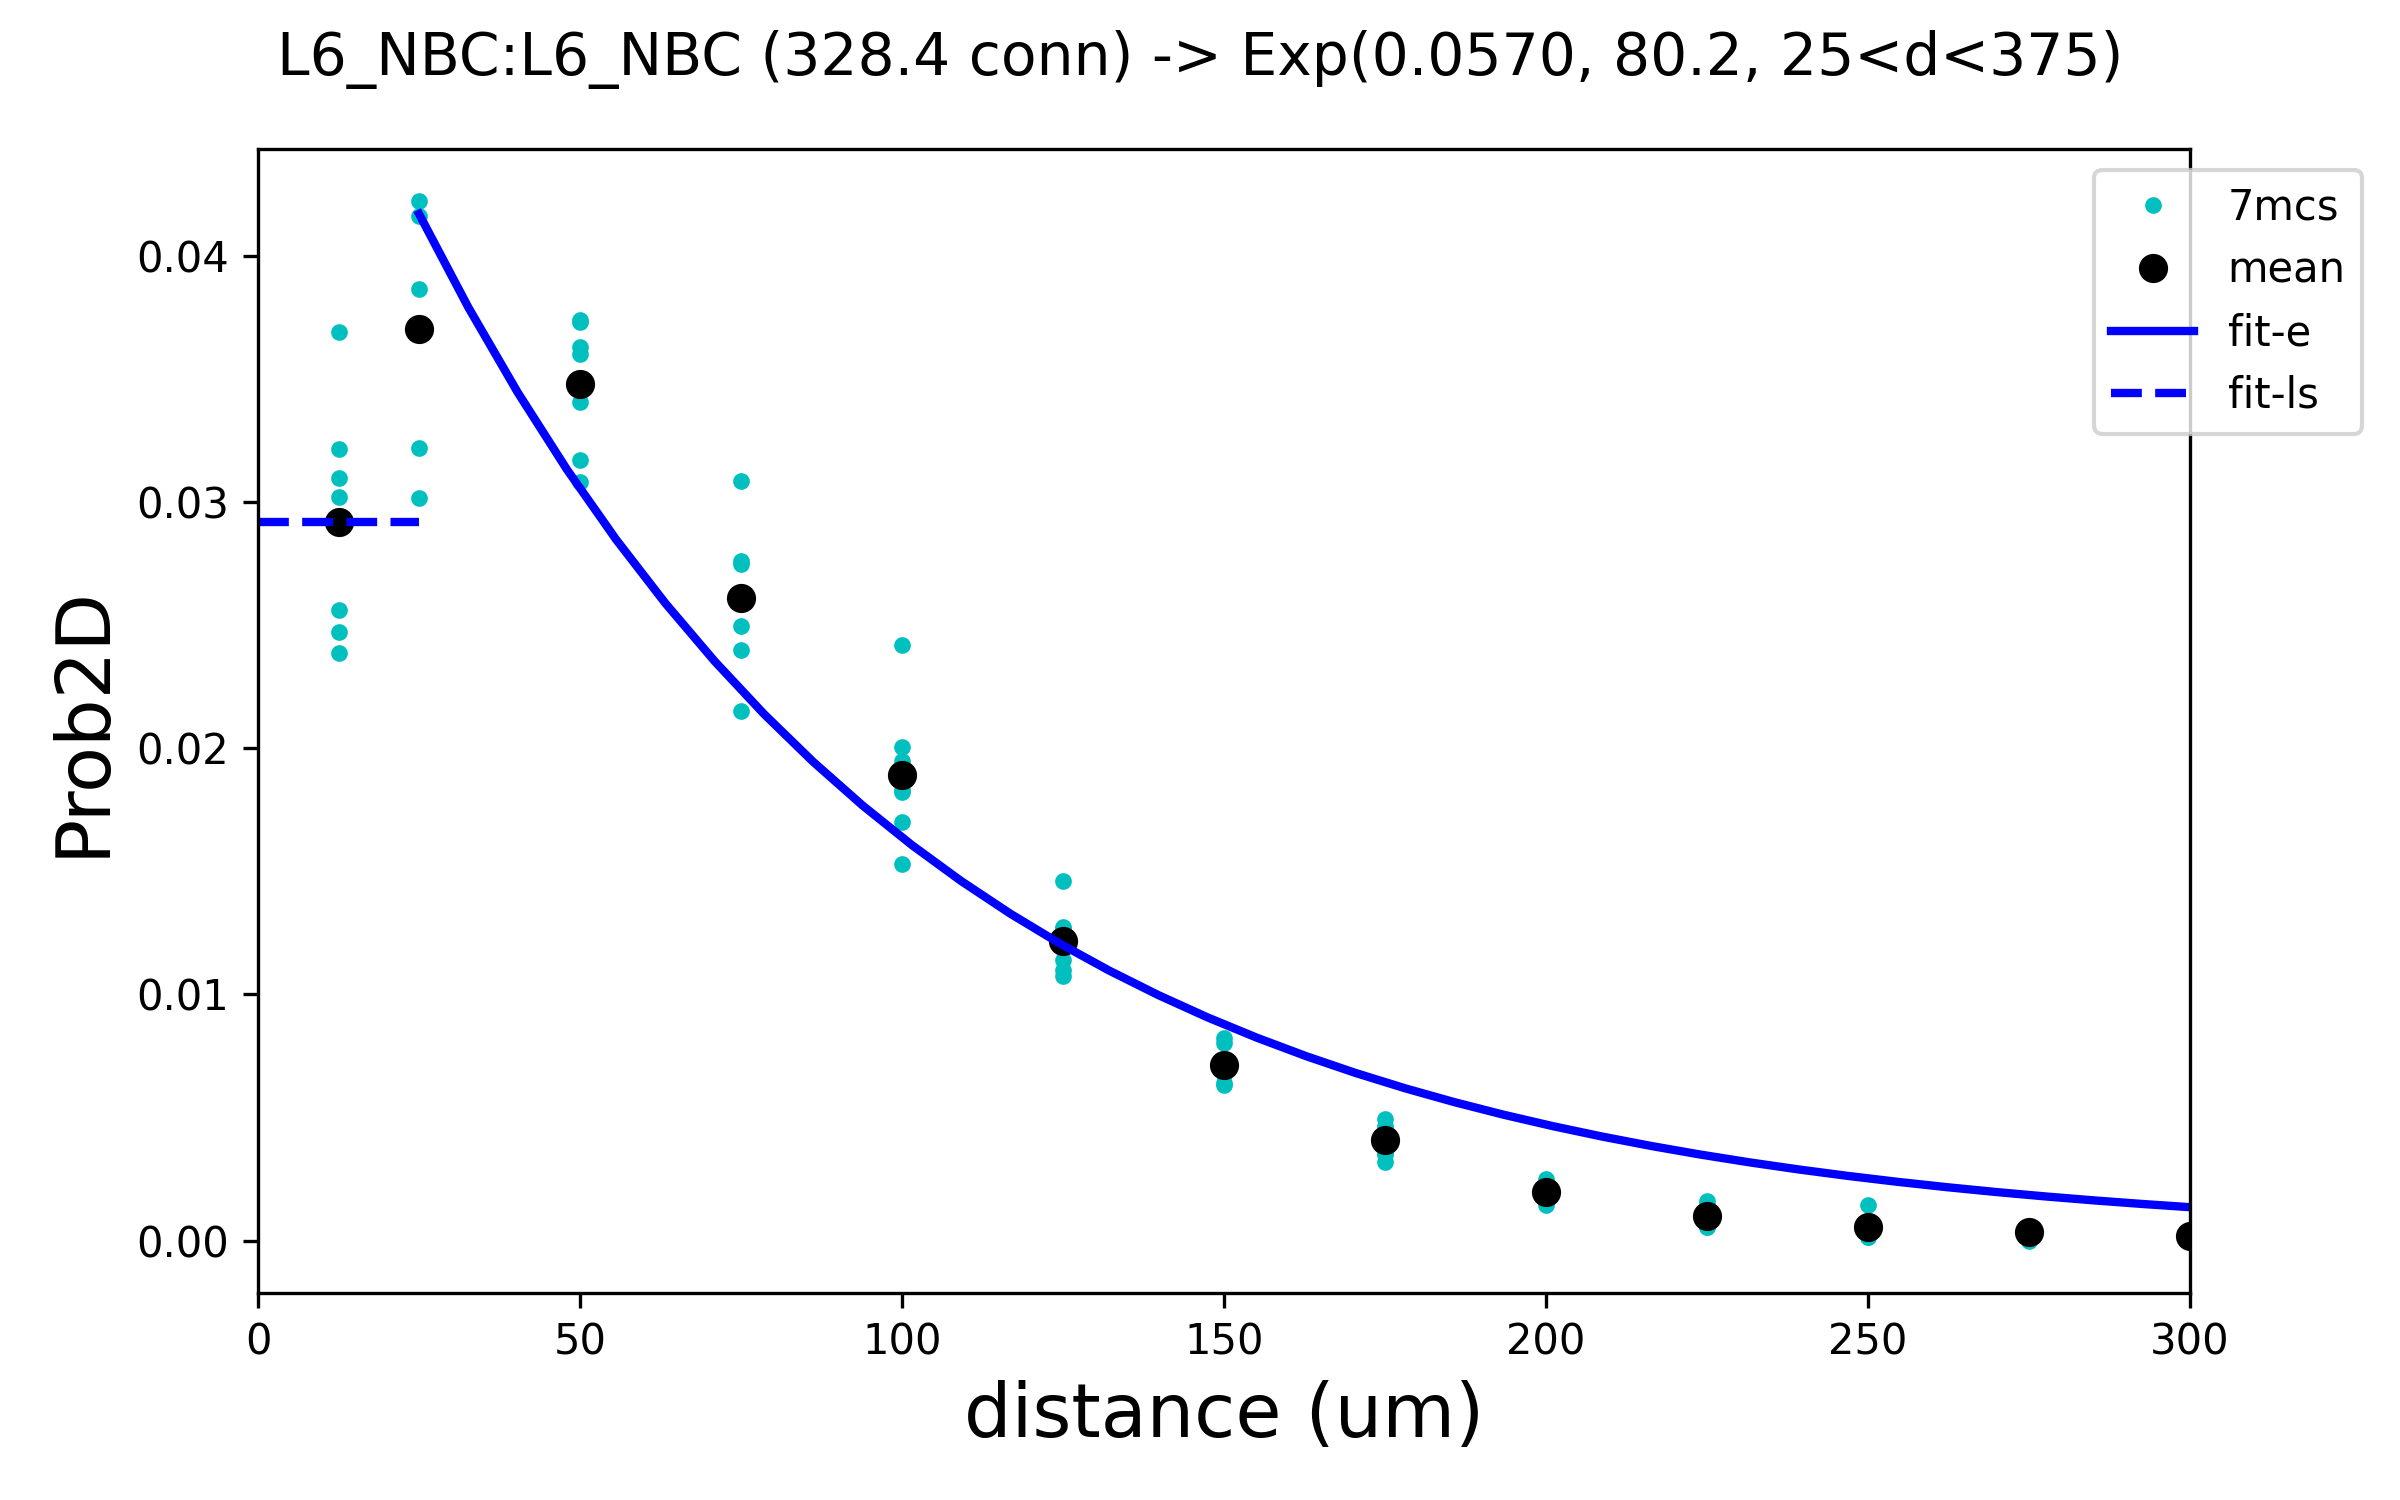 L6_NBC:L6_NBC (328.4 conn) -> Exp(0.0570, 80.2, 25<d<375)
7mcs
mean
fit-e
fit-ls
Prob2D
0.04
0.03
0.02
0.01
0.00
0 50 100 150 200 250 300
distance (um)